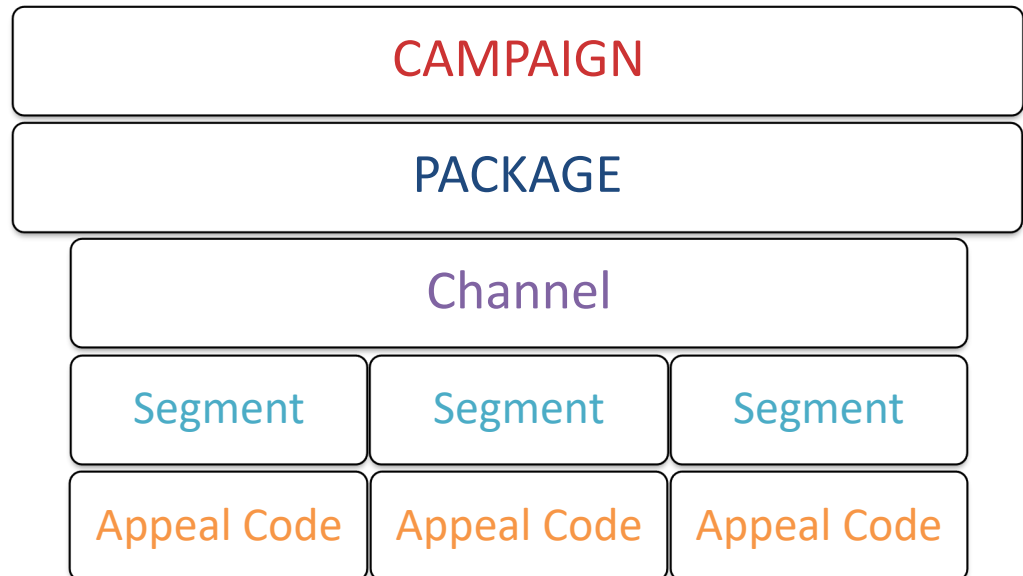 CAMPAIGN
PACKAGE
Channel
Segment Segment Segment
Appeal Code Appeal Code Appeal Code